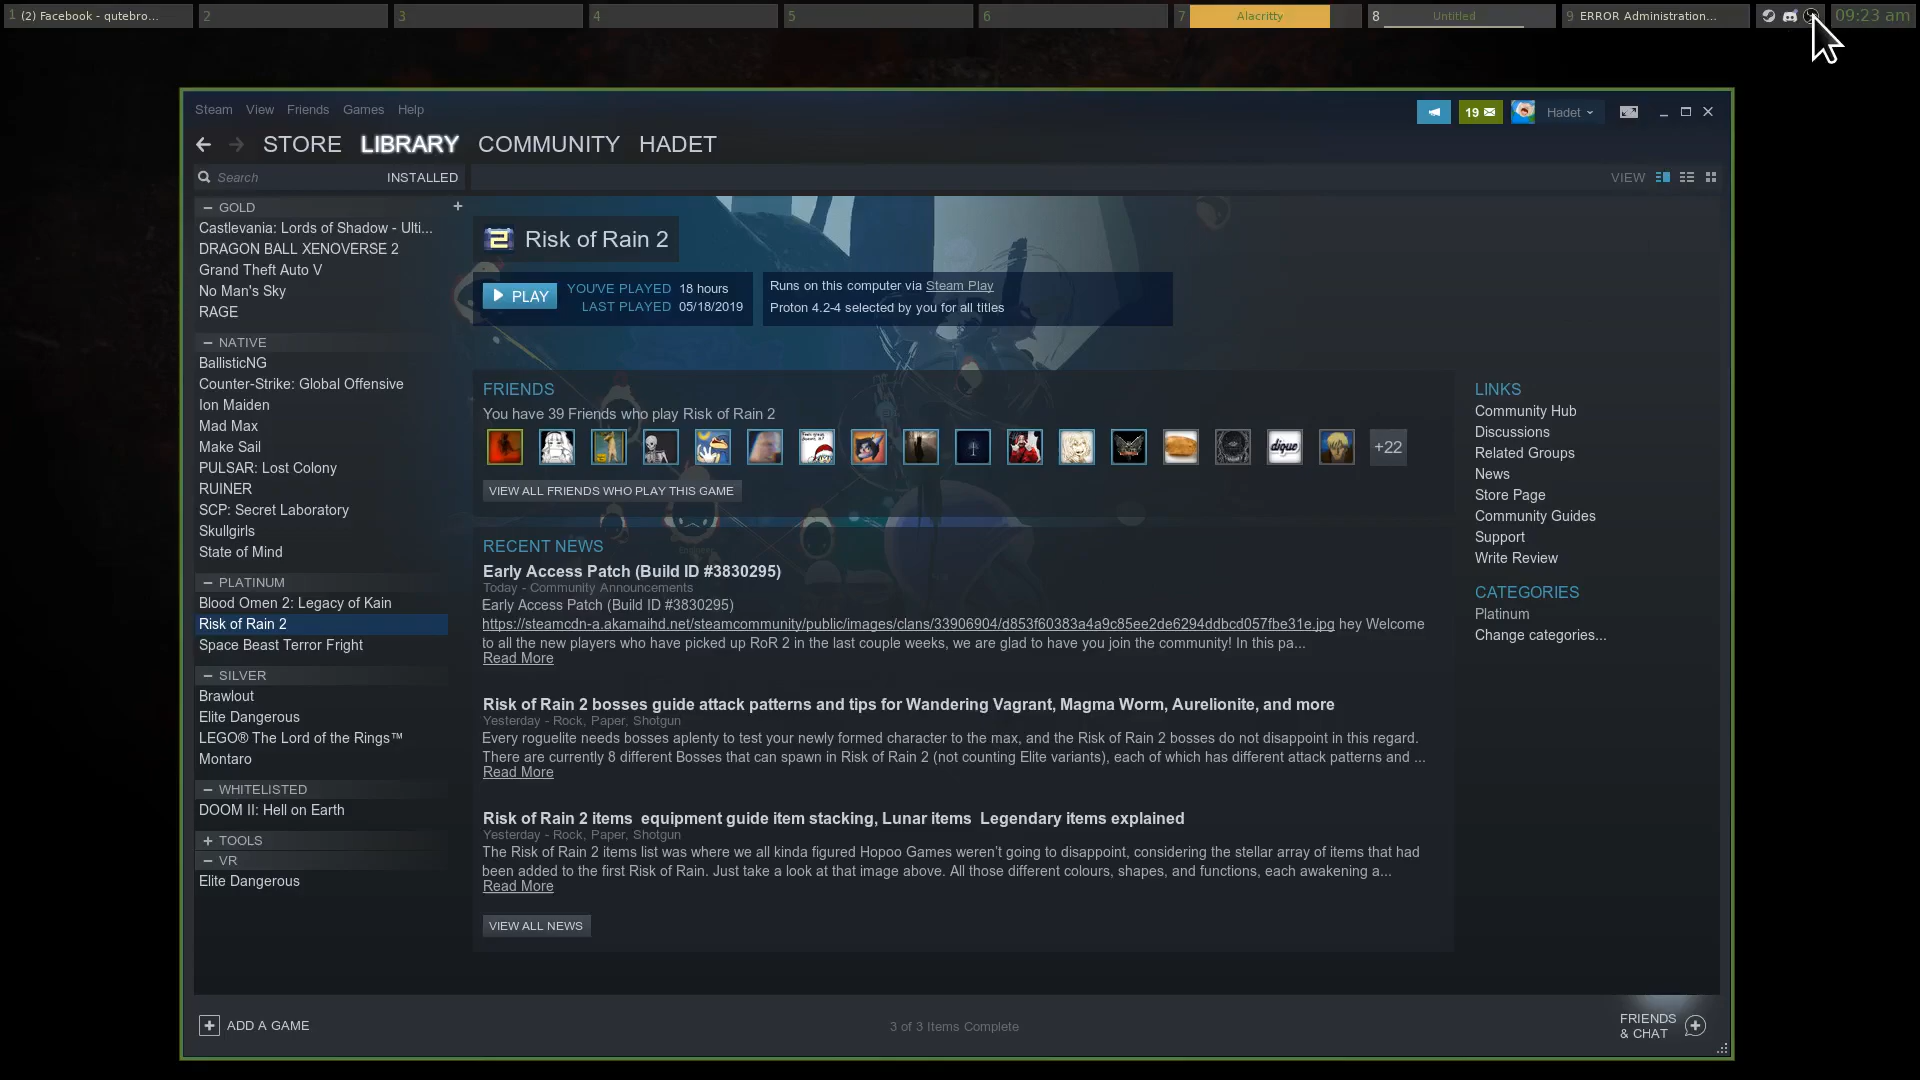 1 (2) Facebook - qutebro...
2
3
4
5
6
7 Alacritty
8 Untitled
9 ERROR Administration...
09:23 am
Steam View Friends Games Help
19
Hadet
STORE LIBRARY COMMUNITY HADET
Search INSTALLED
VIEW
GOLD
Castlevania: Lords of Shadow - Ulti...
DRAGON BALL XENOVERSE 2
Grand Theft Auto V
No Man's Sky
RAGE
NATIVE
BallisticNG
Counter-Strike: Global Offensive
Ion Maiden
Mad Max
Make Sail
PULSAR: Lost Colony
RUINER
SCP: Secret Laboratory
Skullgirls
State of Mind
PLATINUM
Blood Omen 2: Legacy of Kain
Risk of Rain 2
Space Beast Terror Fright
SILVER
Brawlout
Elite Dangerous
LEGO® The Lord of the Rings™
Montaro
WHITELISTED
DOOM II: Hell on Earth
TOOLS
VR
Elite Dangerous
Risk of Rain 2
PLAY
YOU'VE PLAYED 18 hours
LAST PLAYED 05/18/2019
Runs on this computer via Steam Play
Proton 4.2-4 selected by you for all titles
FRIENDS
You have 39 Friends who play Risk of Rain 2
dique
+22
VIEW ALL FRIENDS WHO PLAY THIS GAME
RECENT NEWS
Early Access Patch (Build ID #3830295)
Today - Community Announcements
Early Access Patch (Build ID #3830295)
https://steamcdn-a.akamaihd.net/steamcommunity/public/images/clans/33906904/d853f60383a4a9c85ee2de6294ddbcd057fbe31e.jpg hey Welcome
to all the new players who have picked up RoR 2 in the last couple weeks, we are glad to have you join the community! In this pa...
Read More
Risk of Rain 2 bosses guide attack patterns and tips for Wandering Vagrant, Magma Worm, Aurelionite, and more
Yesterday - Rock, Paper, Shotgun
Every roguelite needs bosses aplenty to test your newly formed character to the max, and the Risk of Rain 2 bosses do not disappoint in this regard.
There are currently 8 different Bosses that can spawn in Risk of Rain 2 (not counting Elite variants), each of which has different attack patterns and ...
Read More
Risk of Rain 2 items  equipment guide item stacking, Lunar items  Legendary items explained
Yesterday - Rock, Paper, Shotgun
The Risk of Rain 2 items list was where we all kinda figured Hopoo Games weren't going to disappoint, considering the stellar array of items that had
been added to the first Risk of Rain. Just take a look at that image above. All those different colours, shapes, and functions, each awakening a...
Read More
VIEW ALL NEWS
LINKS
Community Hub
Discussions
Related Groups
News
Store Page
Community Guides
Support
Write Review
CATEGORIES
Platinum
Change categories...
ADD A GAME
3 of 3 Items Complete
FRIENDS
& CHAT